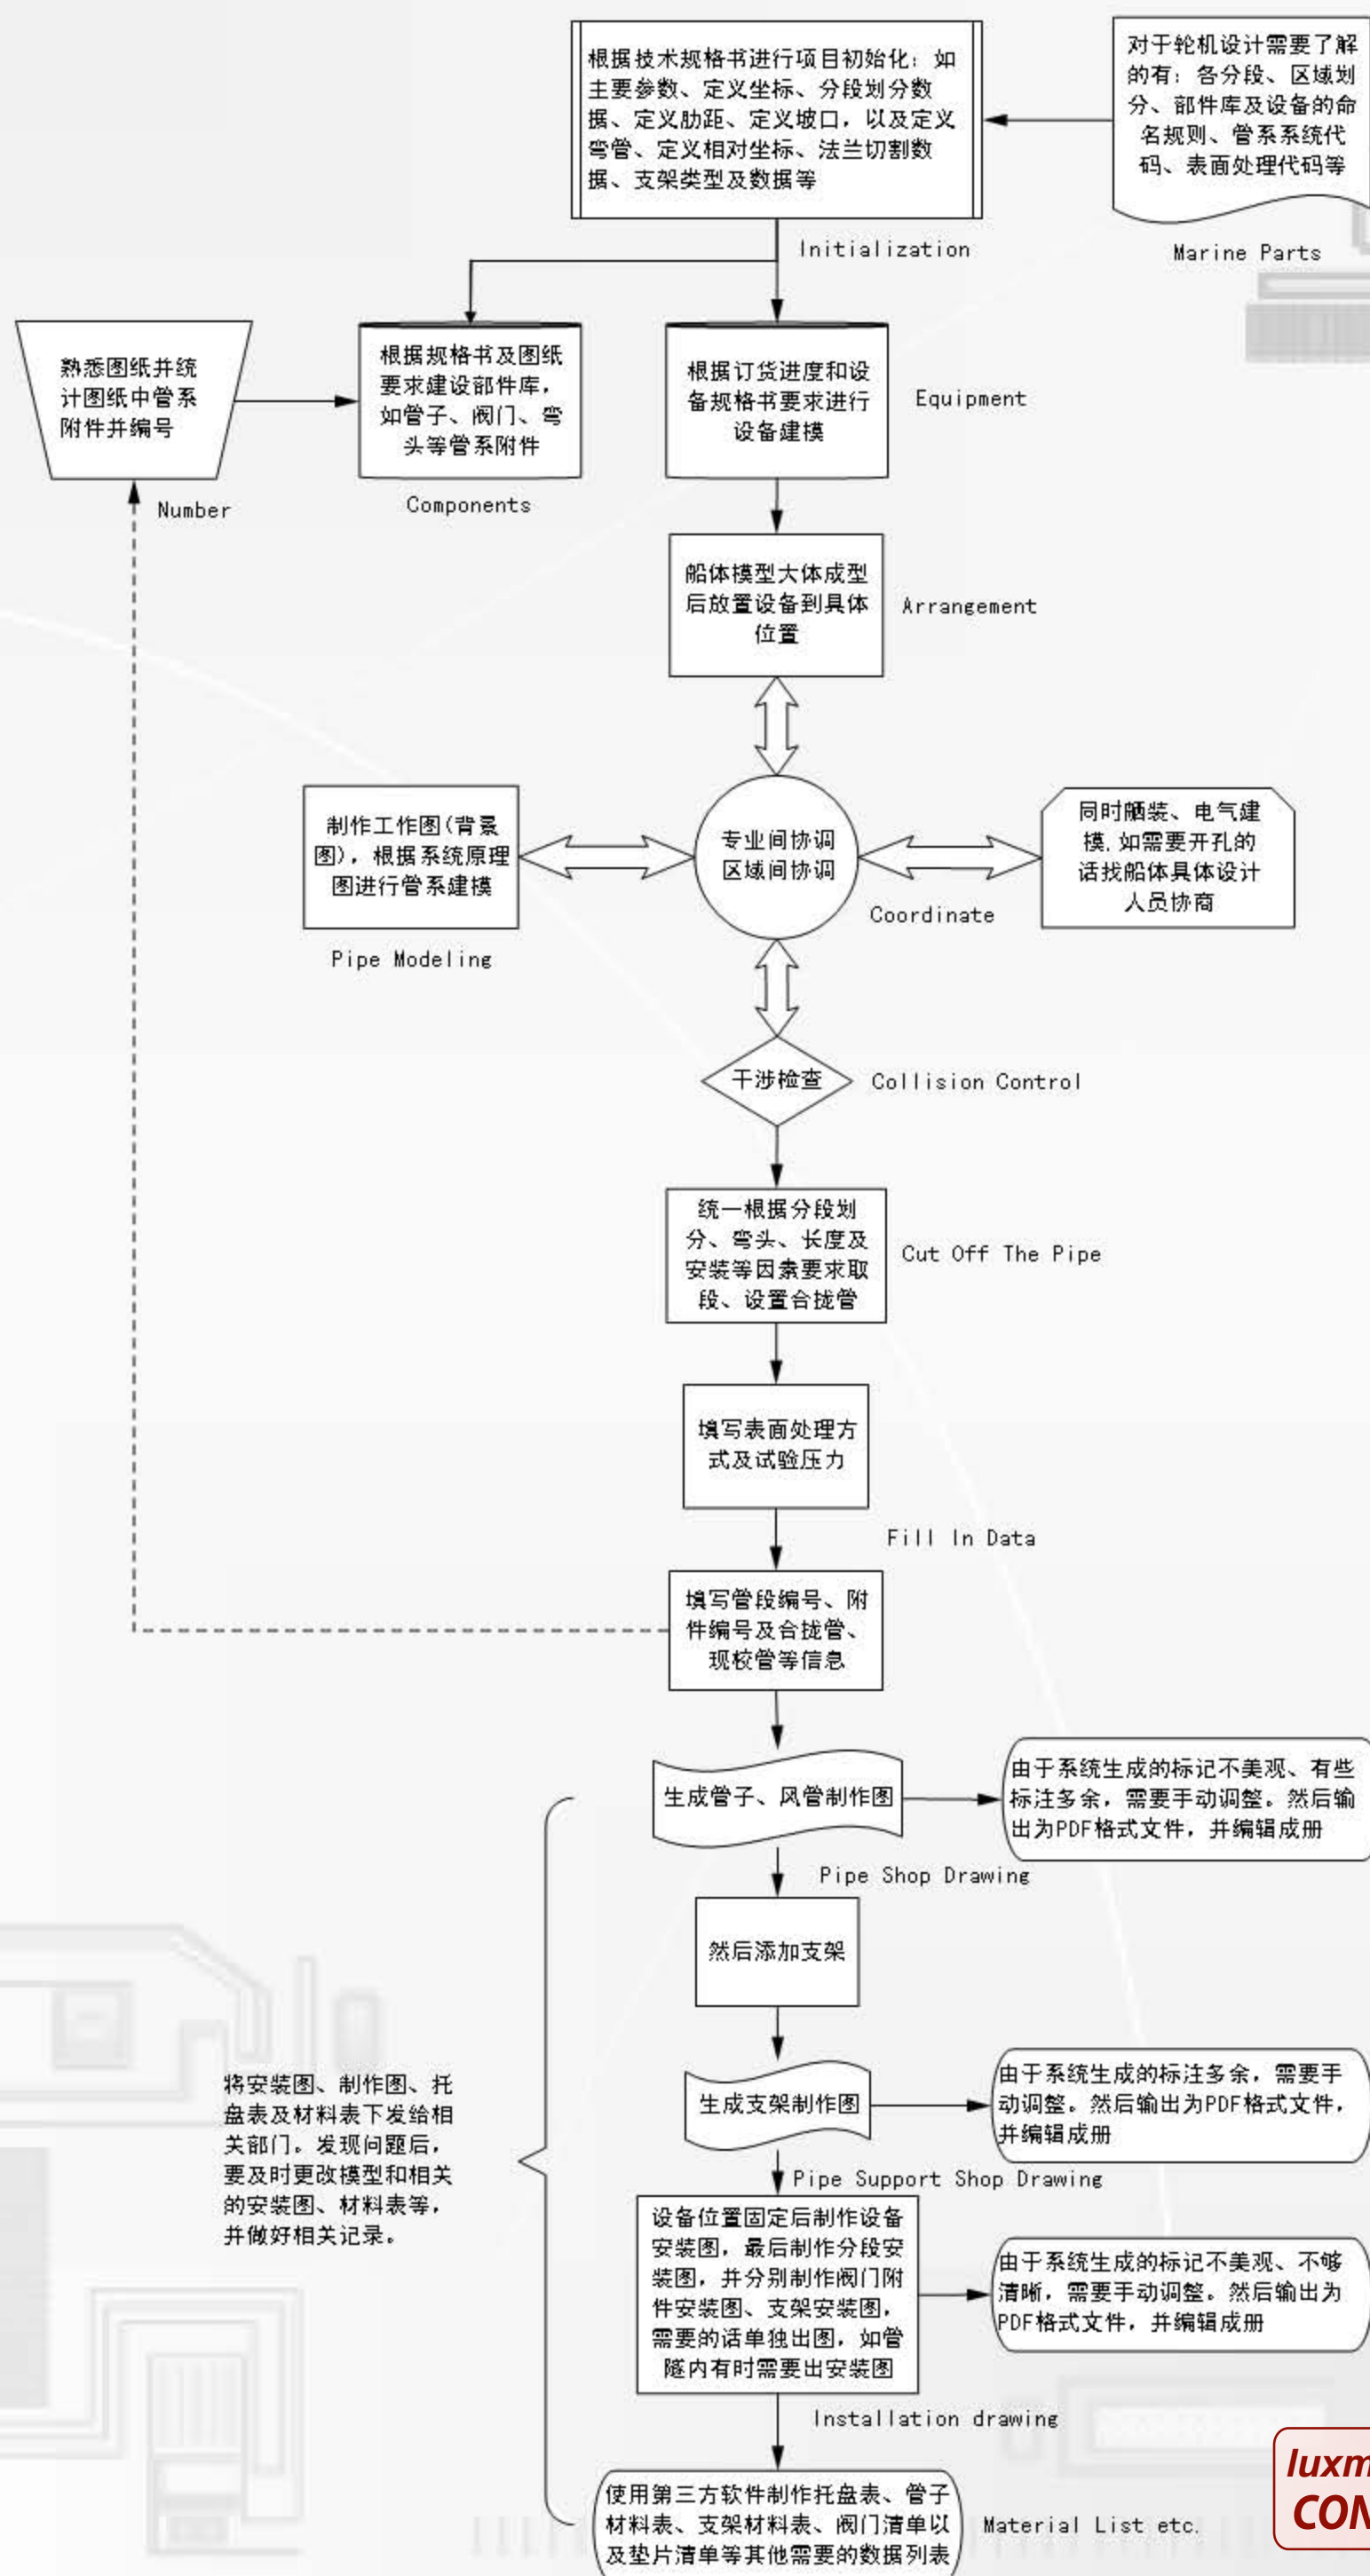 根据技术规格书进行项目初始化：如
主要参数、定义坐标、分段划分数
据、定义肋距、定义坡口，以及定义
弯管、定义相对坐标、法兰切割数
据、支架类型及数据等
对于轮机设计需要了解
的有：各分段、区域划
分、部件库及设备的命
名规则、管系系统代
码、表面处理代码等
Initialization
Marine Parts
熟悉图纸并统
计图纸中管系
附件并编号
根据规格书及图纸
要求建设部件库，
如管子、阀门、弯
头等管系附件
根据订货进度和设
备规格书要求进行
设备建模
Equipment
Number
Components
船体模型大体成型
后放置设备到具体
位置
Arrangement
制作工作图(背景
图)，根据系统原理
图进行管系建模
专业间协调
区域间协调
同时舾装、电气建
模,如需要开孔的
话找船体具体设计
人员协商
Coordinate
Pipe Modeling
干涉检查
Collision Control
统一根据分段划
分、弯头、长度及
安装等因素要求取
段、设置合拢管
Cut Off The Pipe
填写表面处理方
式及试验压力
Fill In Data
填写管段编号、附
件编号及合拢管、
现校管等信息
生成管子、风管制作图
由于系统生成的标记不美观、有些
标注多余，需要手动调整。然后输
出为PDF格式文件，并编辑成册
Pipe Shop Drawing
然后添加支架
生成支架制作图
由于系统生成的标注多余，需要手
动调整。然后输出为PDF格式文件，
并编辑成册
将安装图、制作图、托
盘表及材料表下发给相
关部门。发现问题后，
要及时更改模型和相关
的安装图、材料表等，
并做好相关记录。
Pipe Support Shop Drawing
设备位置固定后制作设备
安装图，最后制作分段安
装图，并分别制作阀门附
件安装图、支架安装图，
需要的话单独出图，如管
隧内有时需要出安装图
由于系统生成的标记不美观、不够
清晰，需要手动调整。然后输出为
PDF格式文件，并编辑成册
Installation drawing
使用第三方软件制作托盘表、管子
材料表、支架材料表、阀门清单以
及垫片清单等其他需要的数据列表
Material List etc.
luxm
CON